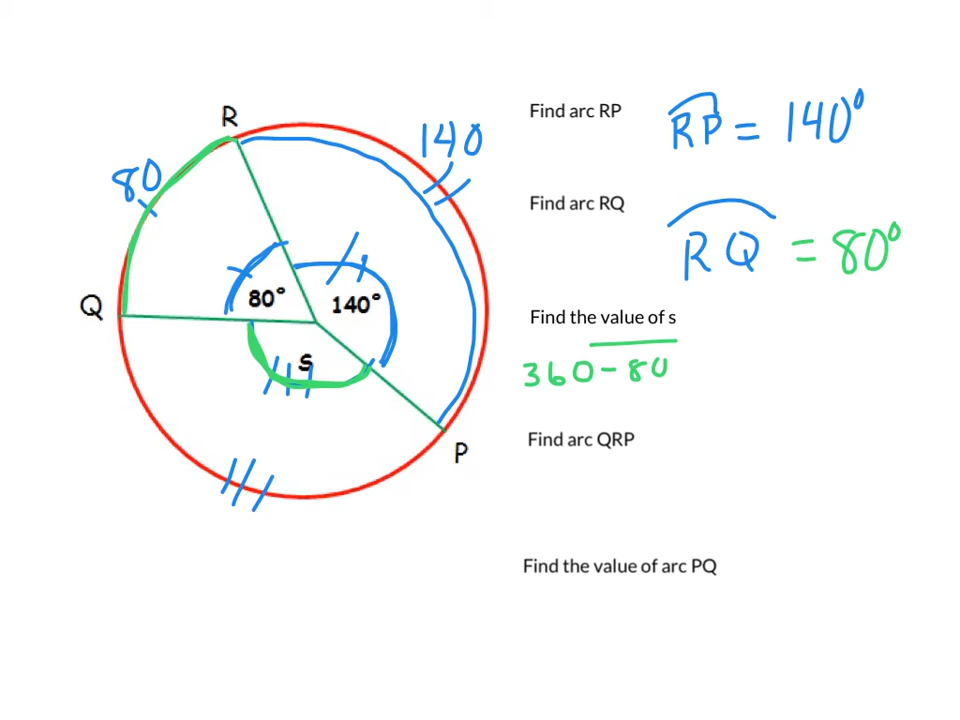 R
140
80
Q
80°
140°
S
P
Find arc RP
RP = 140°
Find arc RQ
RQ = 80°
Find the value of s
360 - 80
Find arc QRP
Find the value of arc PQ